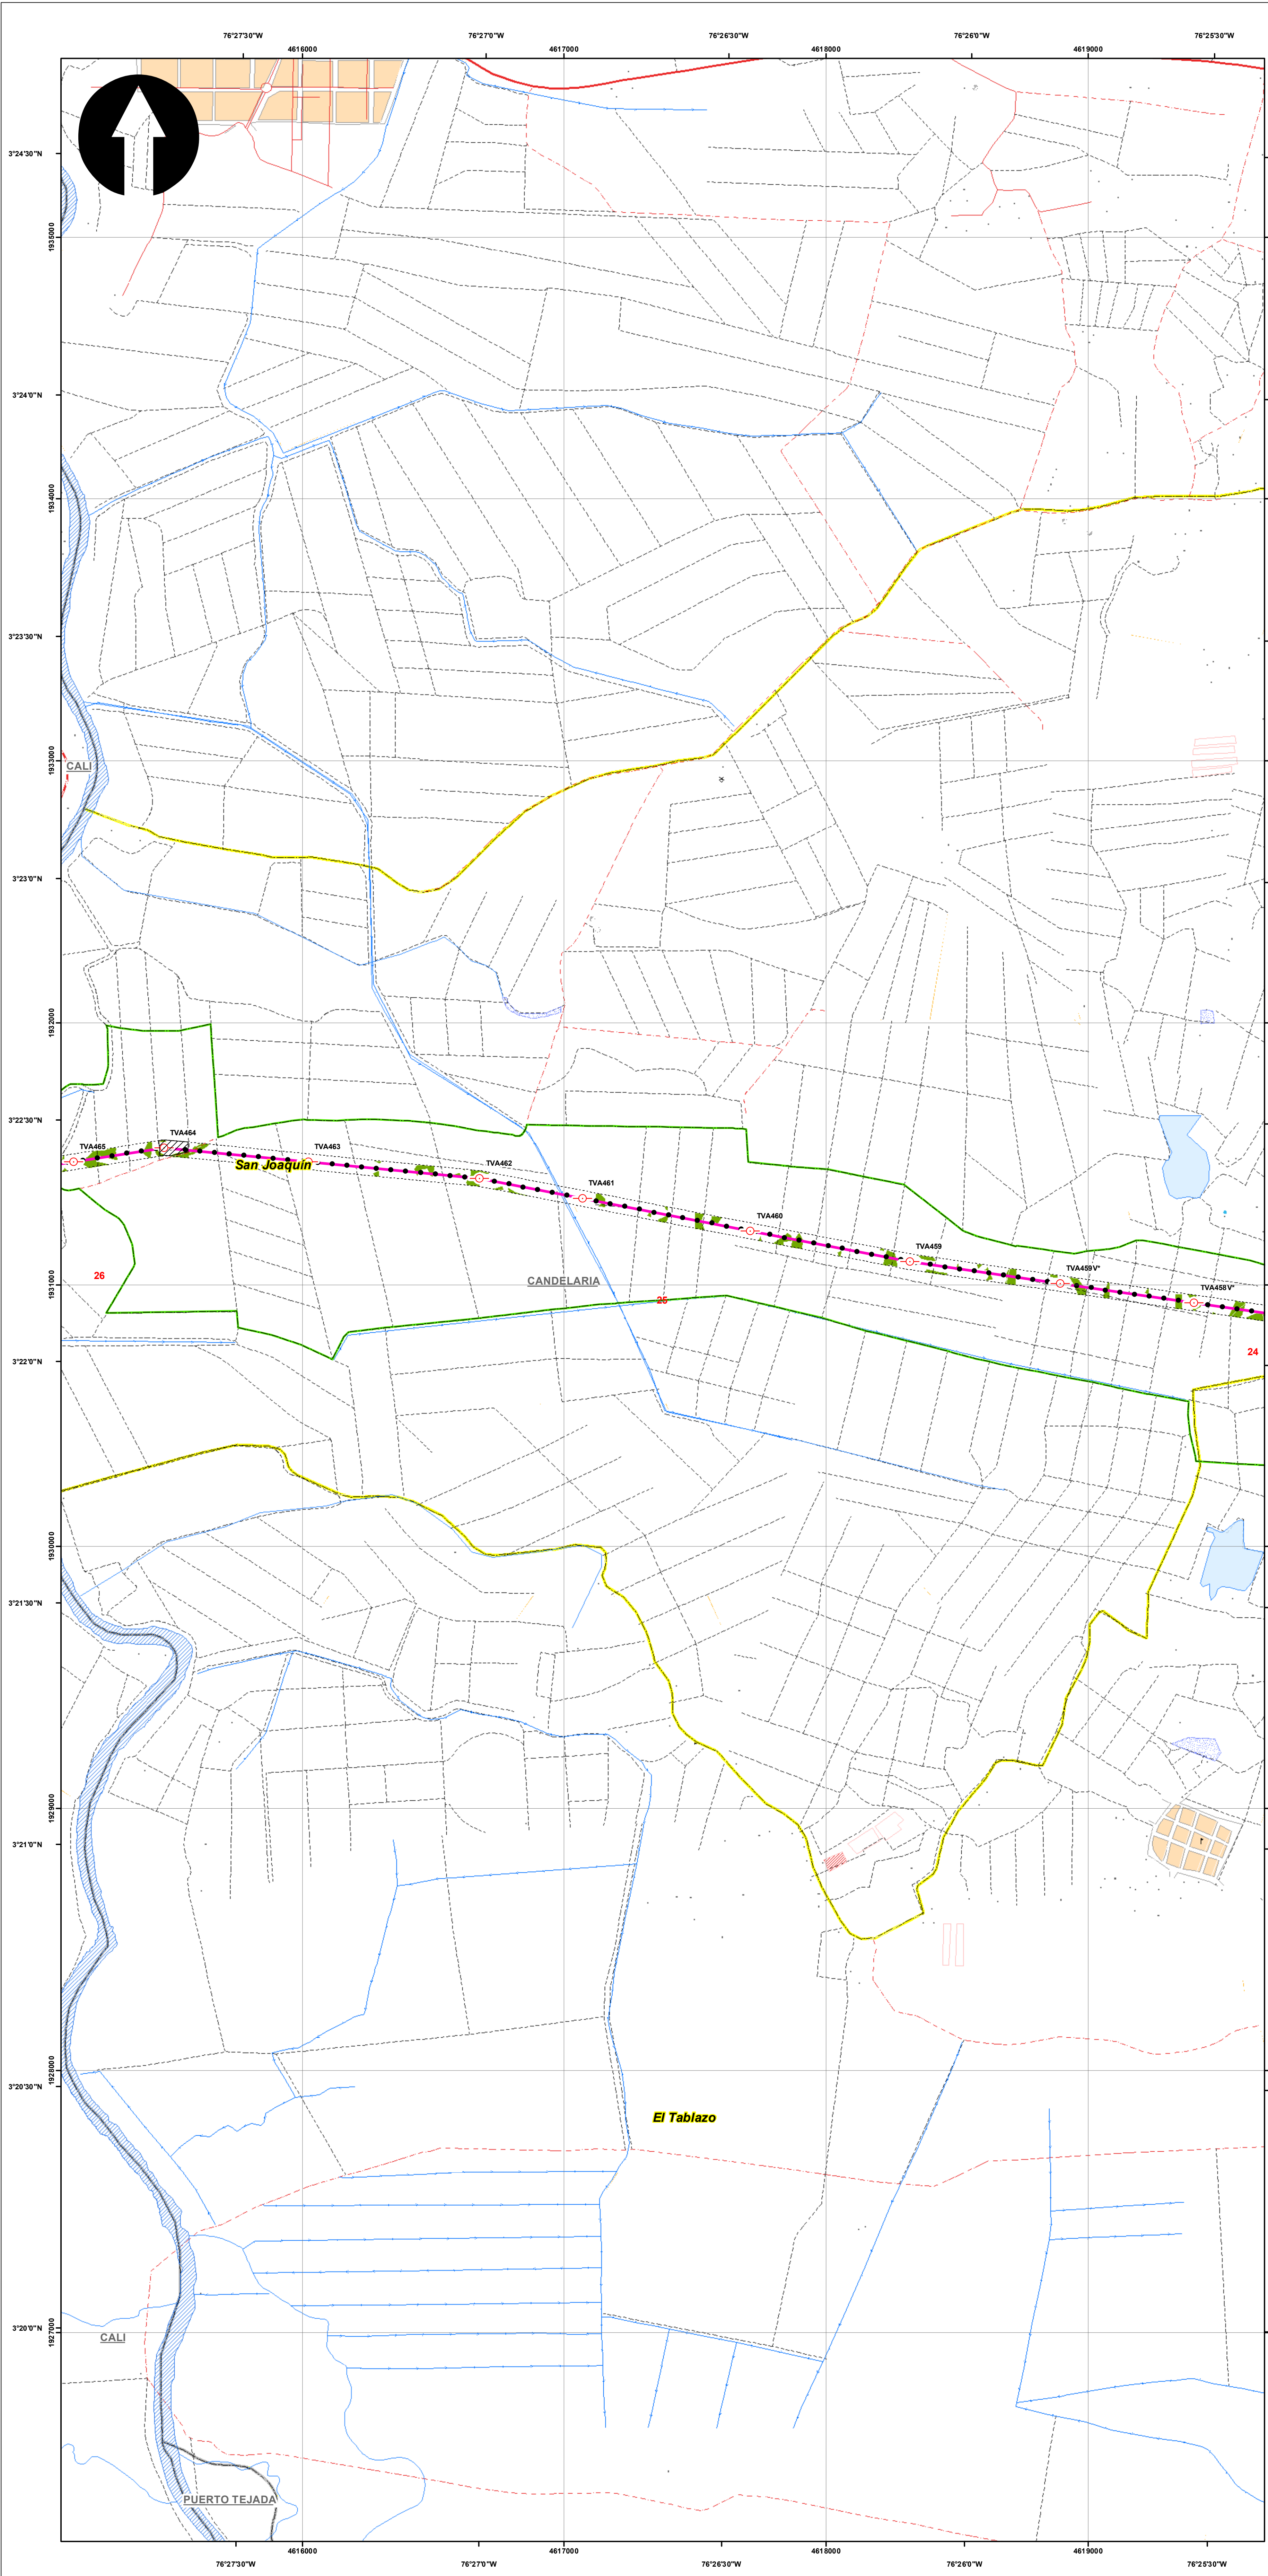 76°27'30"W 76°27'0"W 76°26'30"W 76°26'0"W 76°25'30"W
4616000 4617000 4618000 4619000
3°24'30"N
1935000
3°24'0"N
1934000
3°23'30"N
1933000
CALI
3°23'0"N
1932000
3°22'30"N
TVA465 TVA464 TVA463 TVA462 TVA461 TVA460 TVA459 TVA459V* TVA458V
San Joaquín
26 CANDELARIA 25 24
1931000
3°22'0"N
1930000
3°21'30"N
1929000
3°21'0"N
1928000
3°20'30"N
El Tablazo
3°20'0"N
1927000
CALI
PUERTO TEJADA
4616000 4617000 4618000 4619000
76°27'30"W 76°27'0"W 76°26'30"W 76°26'0"W 76°25'30"W